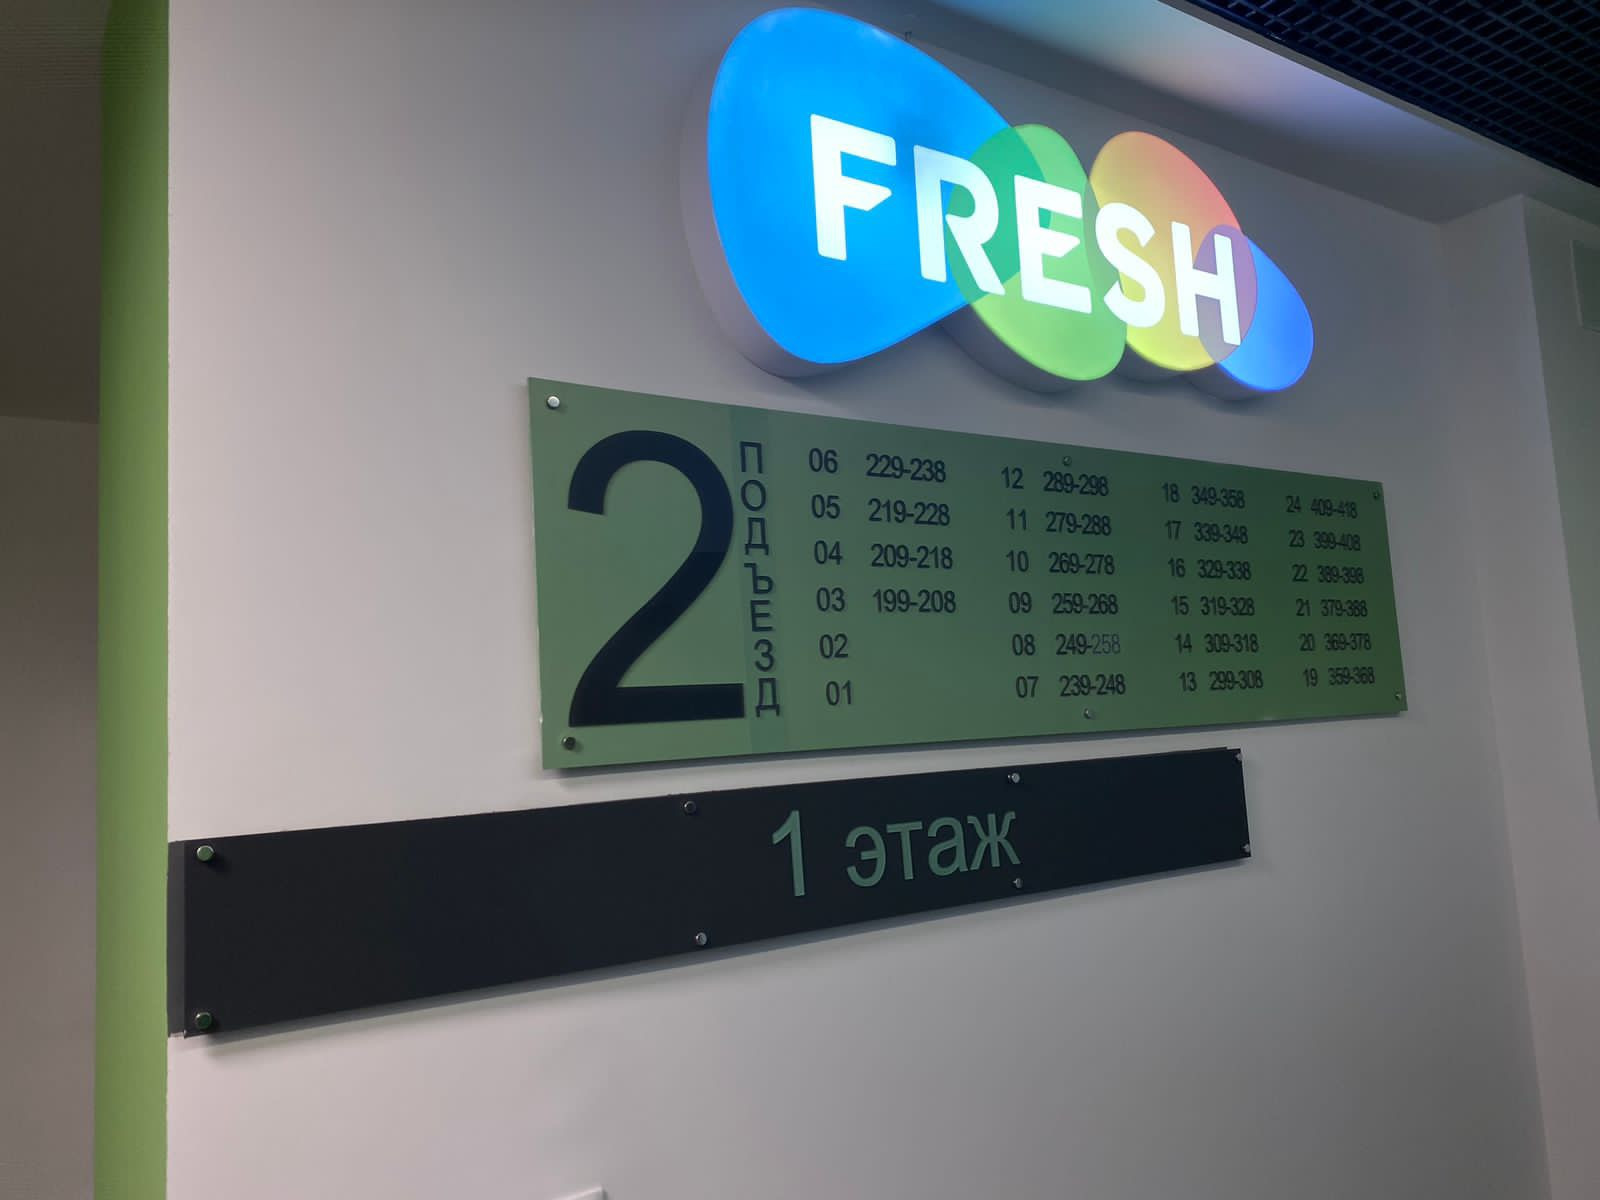 FRESH
2 ПОДЪЕЗД
06 229-238 12 289-298 18 349-358 24 409-418
05 219-228 11 279-288 17 339-348 23 399-408
04 209-218 10 269-278 16 329-338 22 389-398
03 199-208 09 259-268 15 319-328 21 379-388
02 08 249-258 14 309-318 20 369-378
01 07 239-248 13 299-308 19 359-368
1 этаж